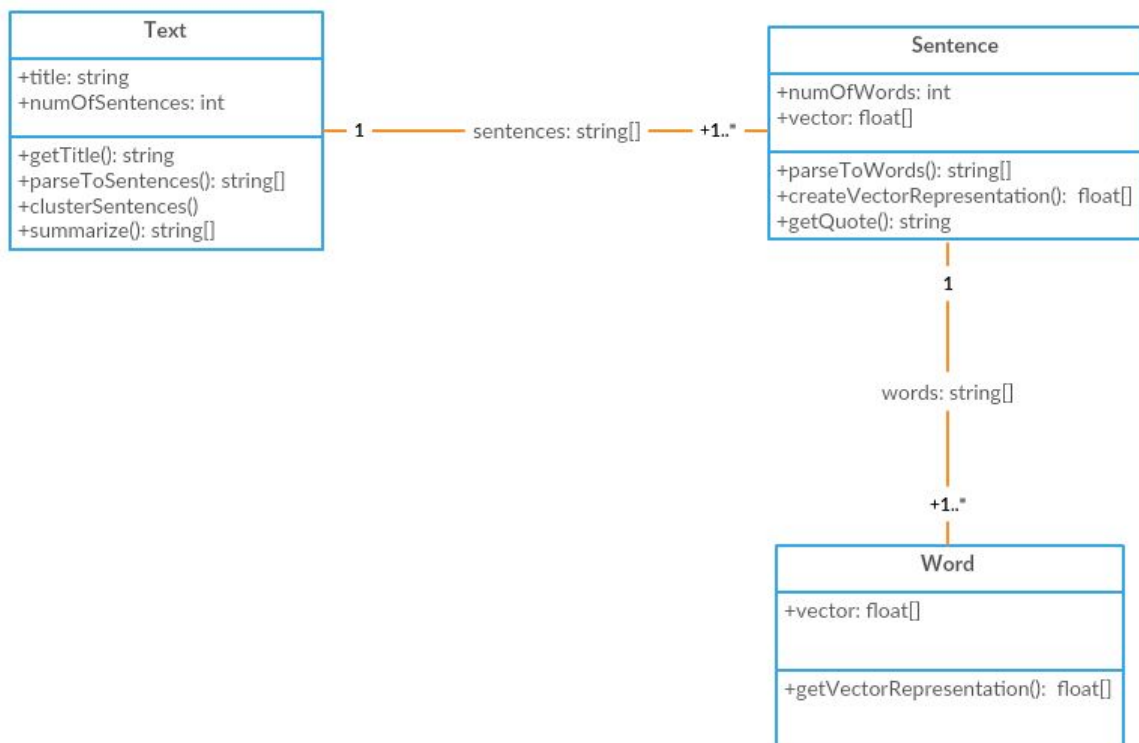 Text
+title: string
+numOfSentences: int
+getTitle(): string
+parseToSentences(): string[]
+clusterSentences()
+summarize(): string[]
1
sentences: string[]
+1..*
Sentence
+numOfWords: int
+vector: float[]
+parseToWords(): string[]
+createVectorRepresentation(): float[]
+getQuote(): string
1
words: string[]
+1..*
Word
+vector: float[]
+getVectorRepresentation(): float[]